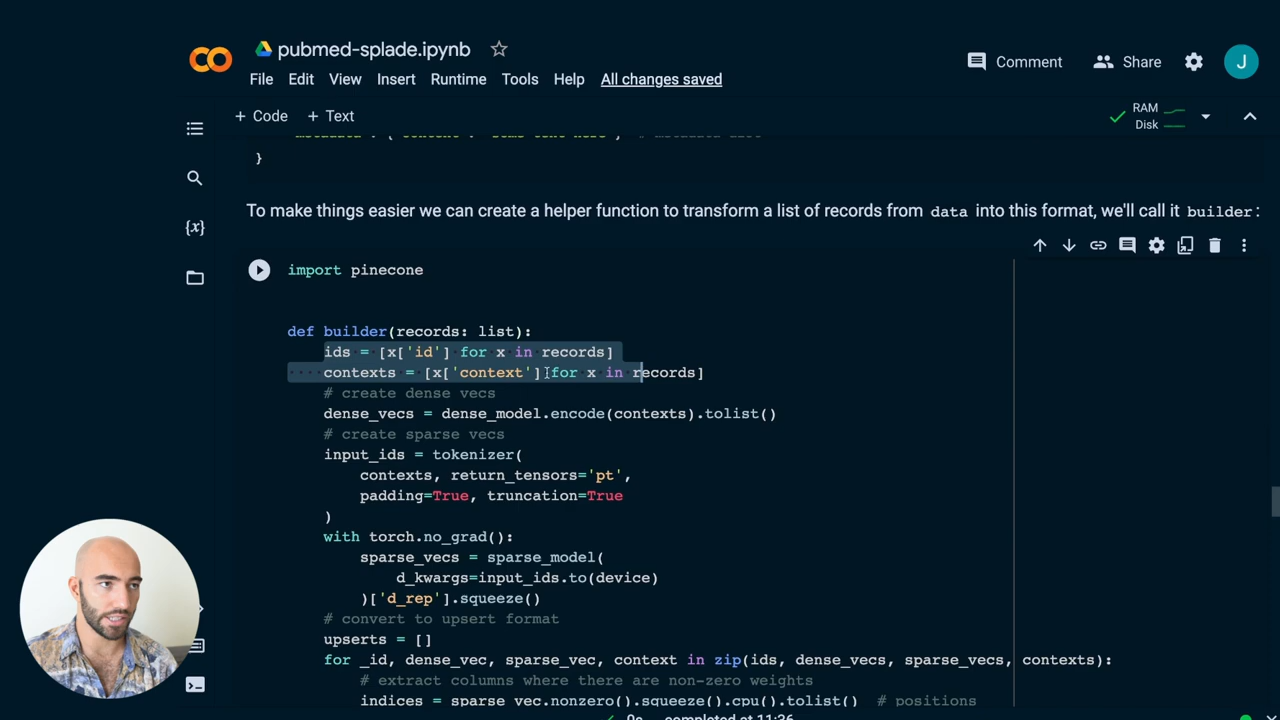 pubmed-splade.ipynb
File Edit View Insert Runtime Tools Help All changes saved
Comment Share J
+ Code + Text
RAM
Disk
}
To make things easier we can create a helper function to transform a list of records from data into this format, we'll call it builder:
import pinecone
def builder(records: list):
ids = [x['id'] for x in records]
contexts = [x['context'] for x in records]
# create dense vecs
dense_vecs = dense_model.encode(contexts).tolist()
# create sparse vecs
input_ids = tokenizer(
contexts, return_tensors='pt',
padding=True, truncation=True
)
with torch.no_grad():
sparse_vecs = sparse_model(
d_kwargs=input_ids.to(device)
)['d_rep'].squeeze()
# convert to upsert format
upserts = []
for _id, dense_vec, sparse_vec, context in zip(ids, dense_vecs, sparse_vecs, contexts):
# extract columns where there are non-zero weights
indices = sparse_vec.nonzero().squeeze().cpu().tolist() # positions
0s completed at 11:36